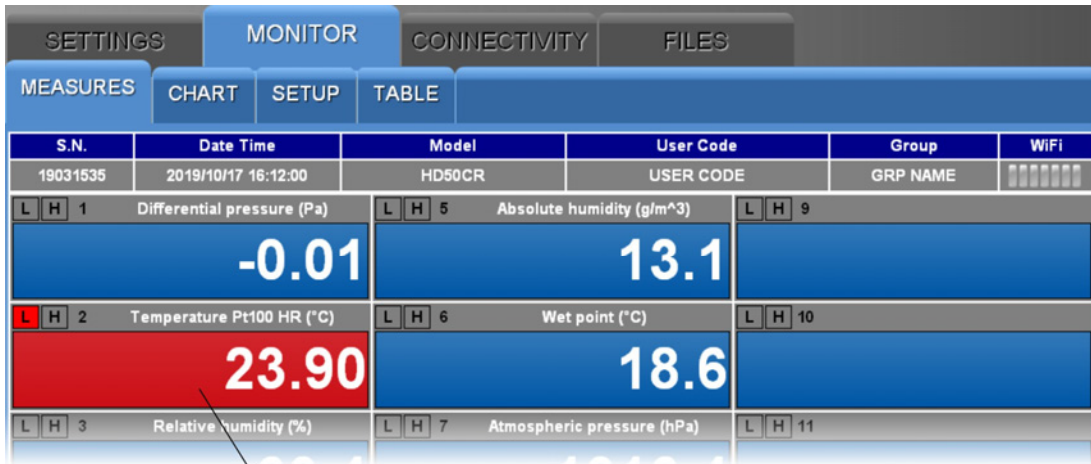 SETTINGS MONITOR CONNECTIVITY FILES
MEASURES CHART SETUP TABLE
S.N. Date Time Model User Code Group WiFi
19031535 2019/10/17 16:12:00 HD50CR USER CODE GRP NAME
L H 1 Differential pressure (Pa) L H 5 Absolute humidity (g/m^3) L H 9
-0.01 13.1
L H 2 Temperature Pt100 HR (°C) L H 6 Wet point (°C) L H 10
23.90 18.6
L H 3 Relative humidity (%) L H 7 Atmospheric pressure (hPa) L H 11